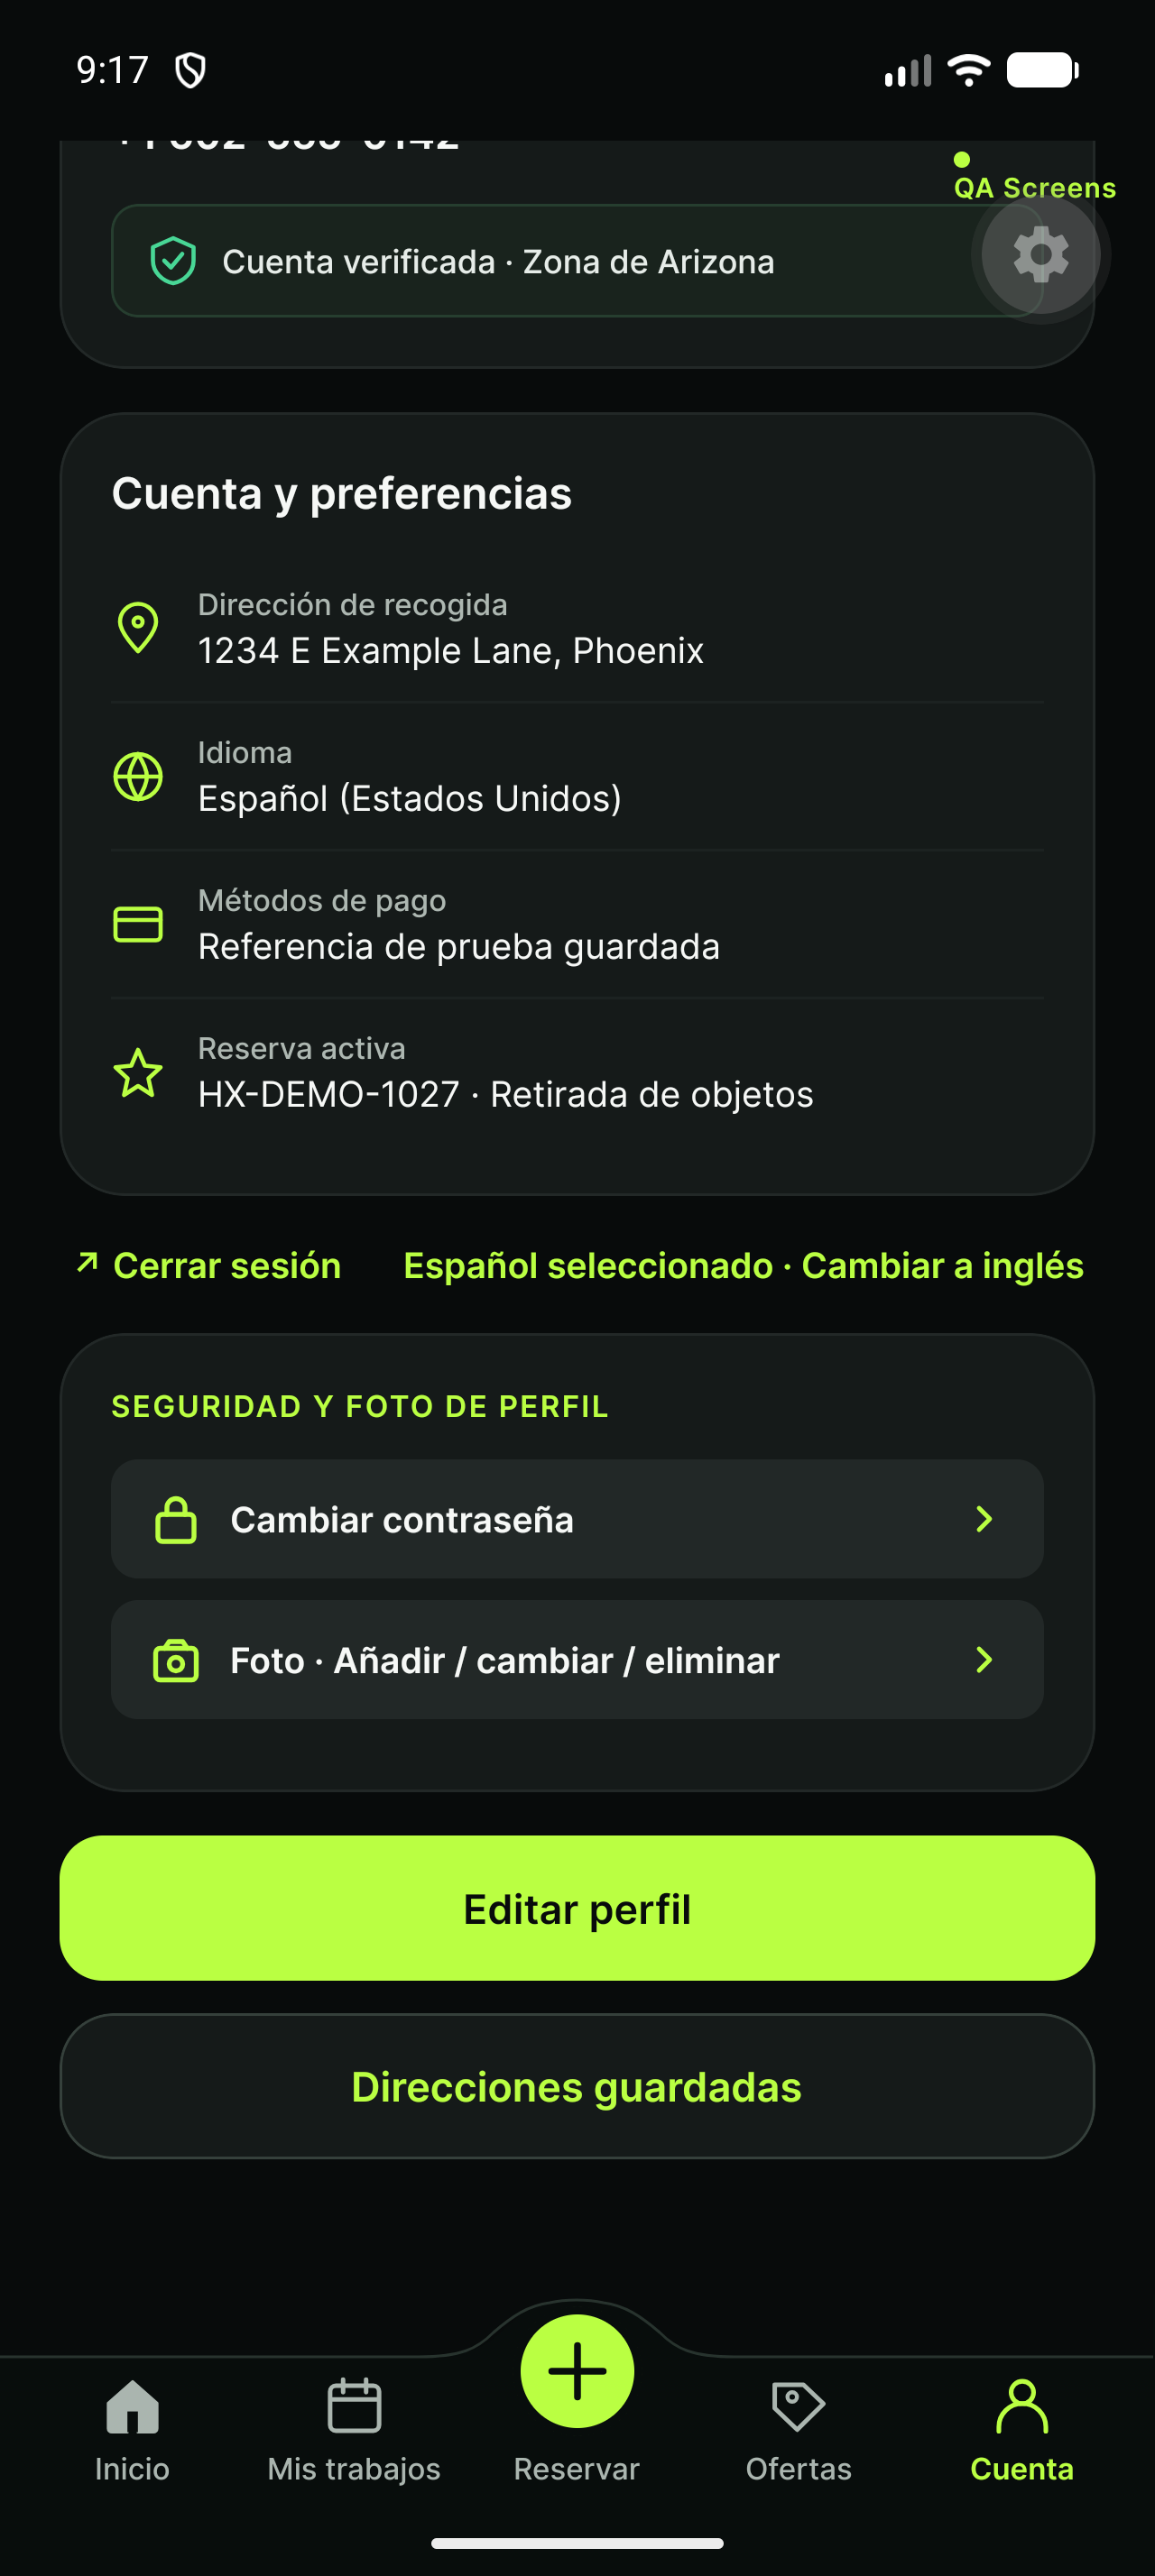 9:17
QA Screens
Cuenta verificada · Zona de Arizona
Cuenta y preferencias
Dirección de recogida
1234 E Example Lane, Phoenix
Idioma
Español (Estados Unidos)
Métodos de pago
Referencia de prueba guardada
Reserva activa
HX-DEMO-1027 · Retirada de objetos
↗ Cerrar sesión
Español seleccionado · Cambiar a inglés
SEGURIDAD Y FOTO DE PERFIL
Cambiar contraseña
Foto · Añadir / cambiar / eliminar
Editar perfil
Direcciones guardadas
Inicio
Mis trabajos
Reservar
Ofertas
Cuenta